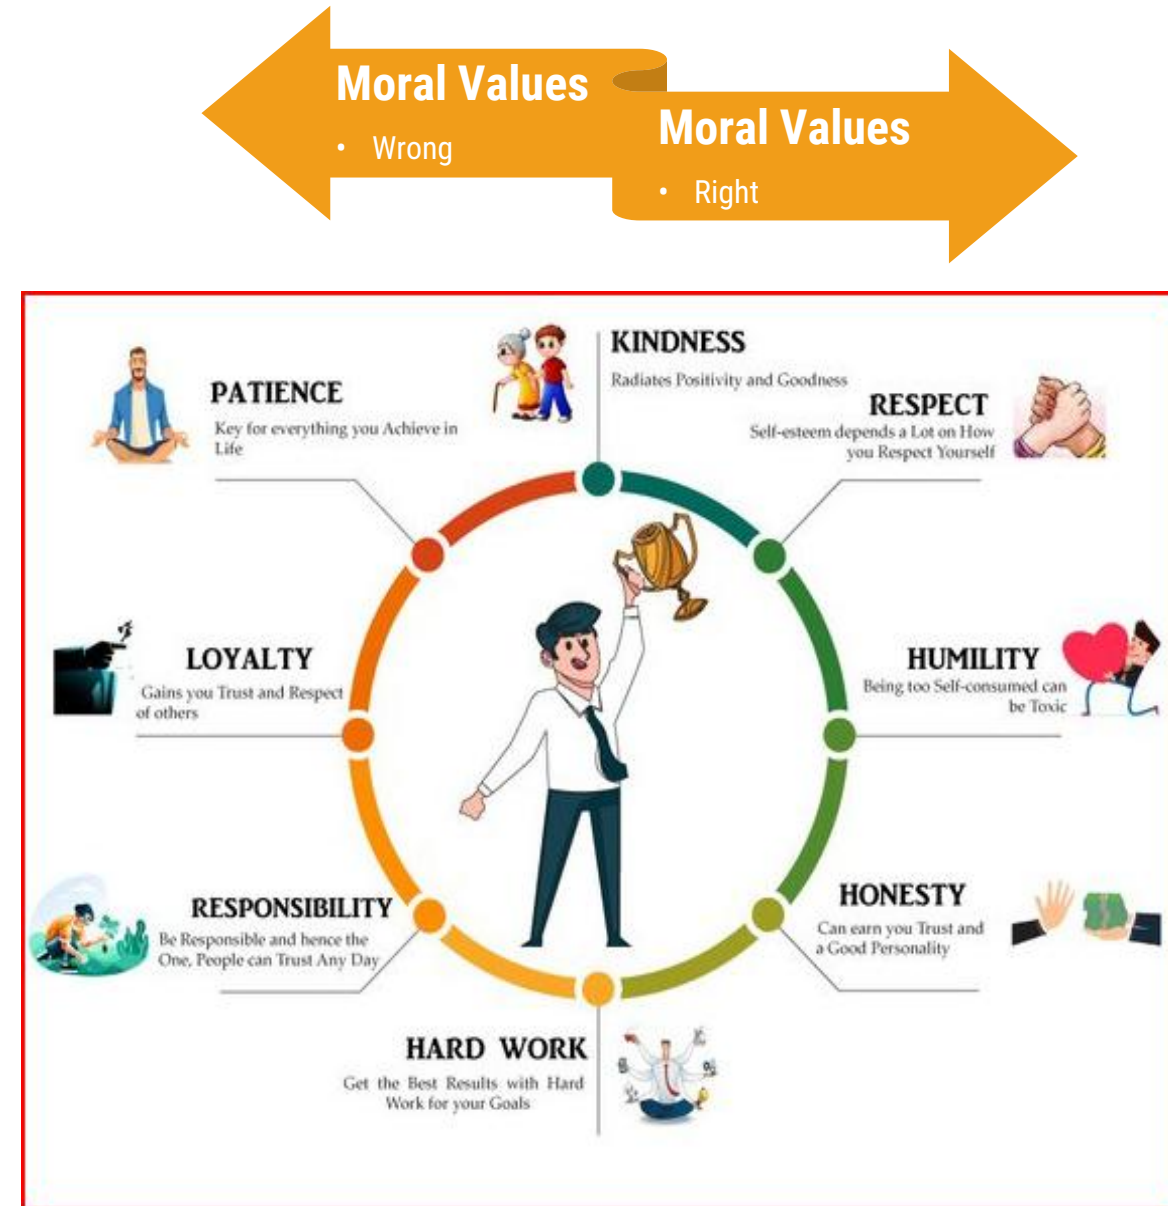 Moral Values
• Wrong
Moral Values
• Right
KINDNESS
Radiates Positivity and Goodness
PATIENCE
Key for everything you Achieve in
Life
RESPECT
Self-esteem depends a Lot on How
you Respect Yourself
LOYALTY
Gains you Trust and Respect
of others
HUMILITY
Being too Self-consumed can
be Toxic
RESPONSIBILITY
Be Responsible and hence the
One, People can Trust Any Day
HONESTY
Can earn you Trust and
a Good Personality
HARD WORK
Get the Best Results with Hard
Work for your Goals